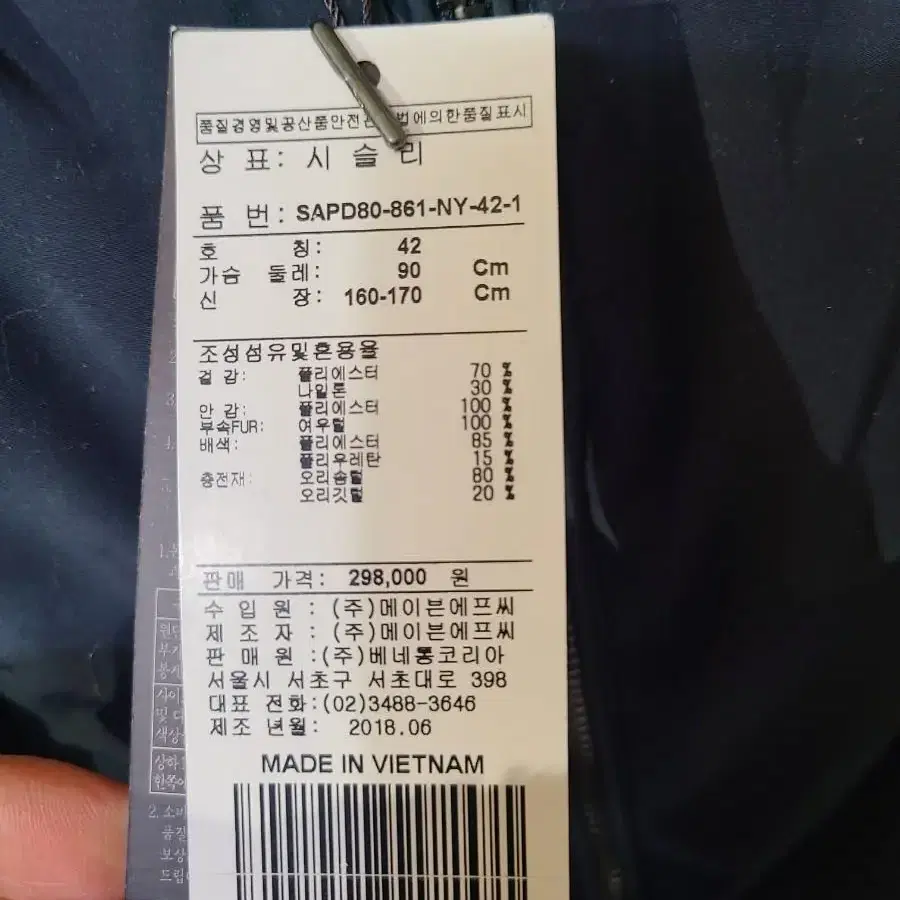 품질경영및공산품안전관 법에의한품질표시
상 표: 시 슬 리
품 번: SAPD80-861-NY-42-1
호 칭: 42
가슴 둘레: 90 Cm
신 장: 160-170 Cm
조성섬유및혼용율
겉 감: 폴리에스터 70 %
나일론 30 %
안 감: 폴리에스터 100 %
부속FUR: 여우털 100 %
배색: 폴리에스터 85 %
폴리우레탄 15 %
충전재: 오리솜털 80 %
오리깃털 20 %
판매 가격: 298,000 원
수 입 원 : (주)메이븐에프씨
제 조 자 : (주)메이븐에프씨
판 매 원 :(주)베네통코리아
서울시 서초구 서초대로 398
대표 전화:(02)3488-3646
제조 년월: 2018.06
MADE IN VIETNAM